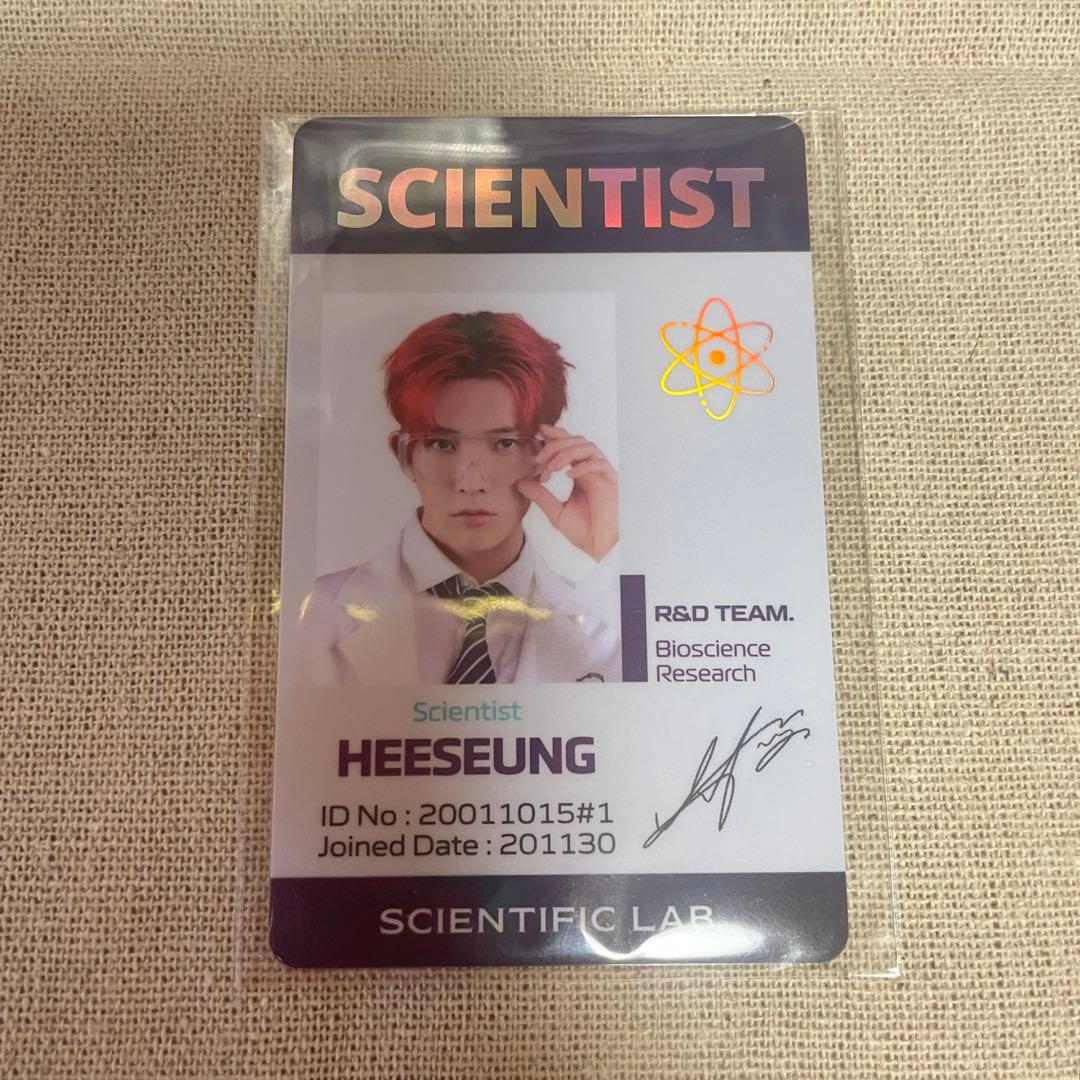 SCIENTIST
R&D TEAM.
Bioscience
Research
Scientist
HEESEUNG
ID No : 20011015#1
Joined Date : 201130
SCIENTIFIC LAB